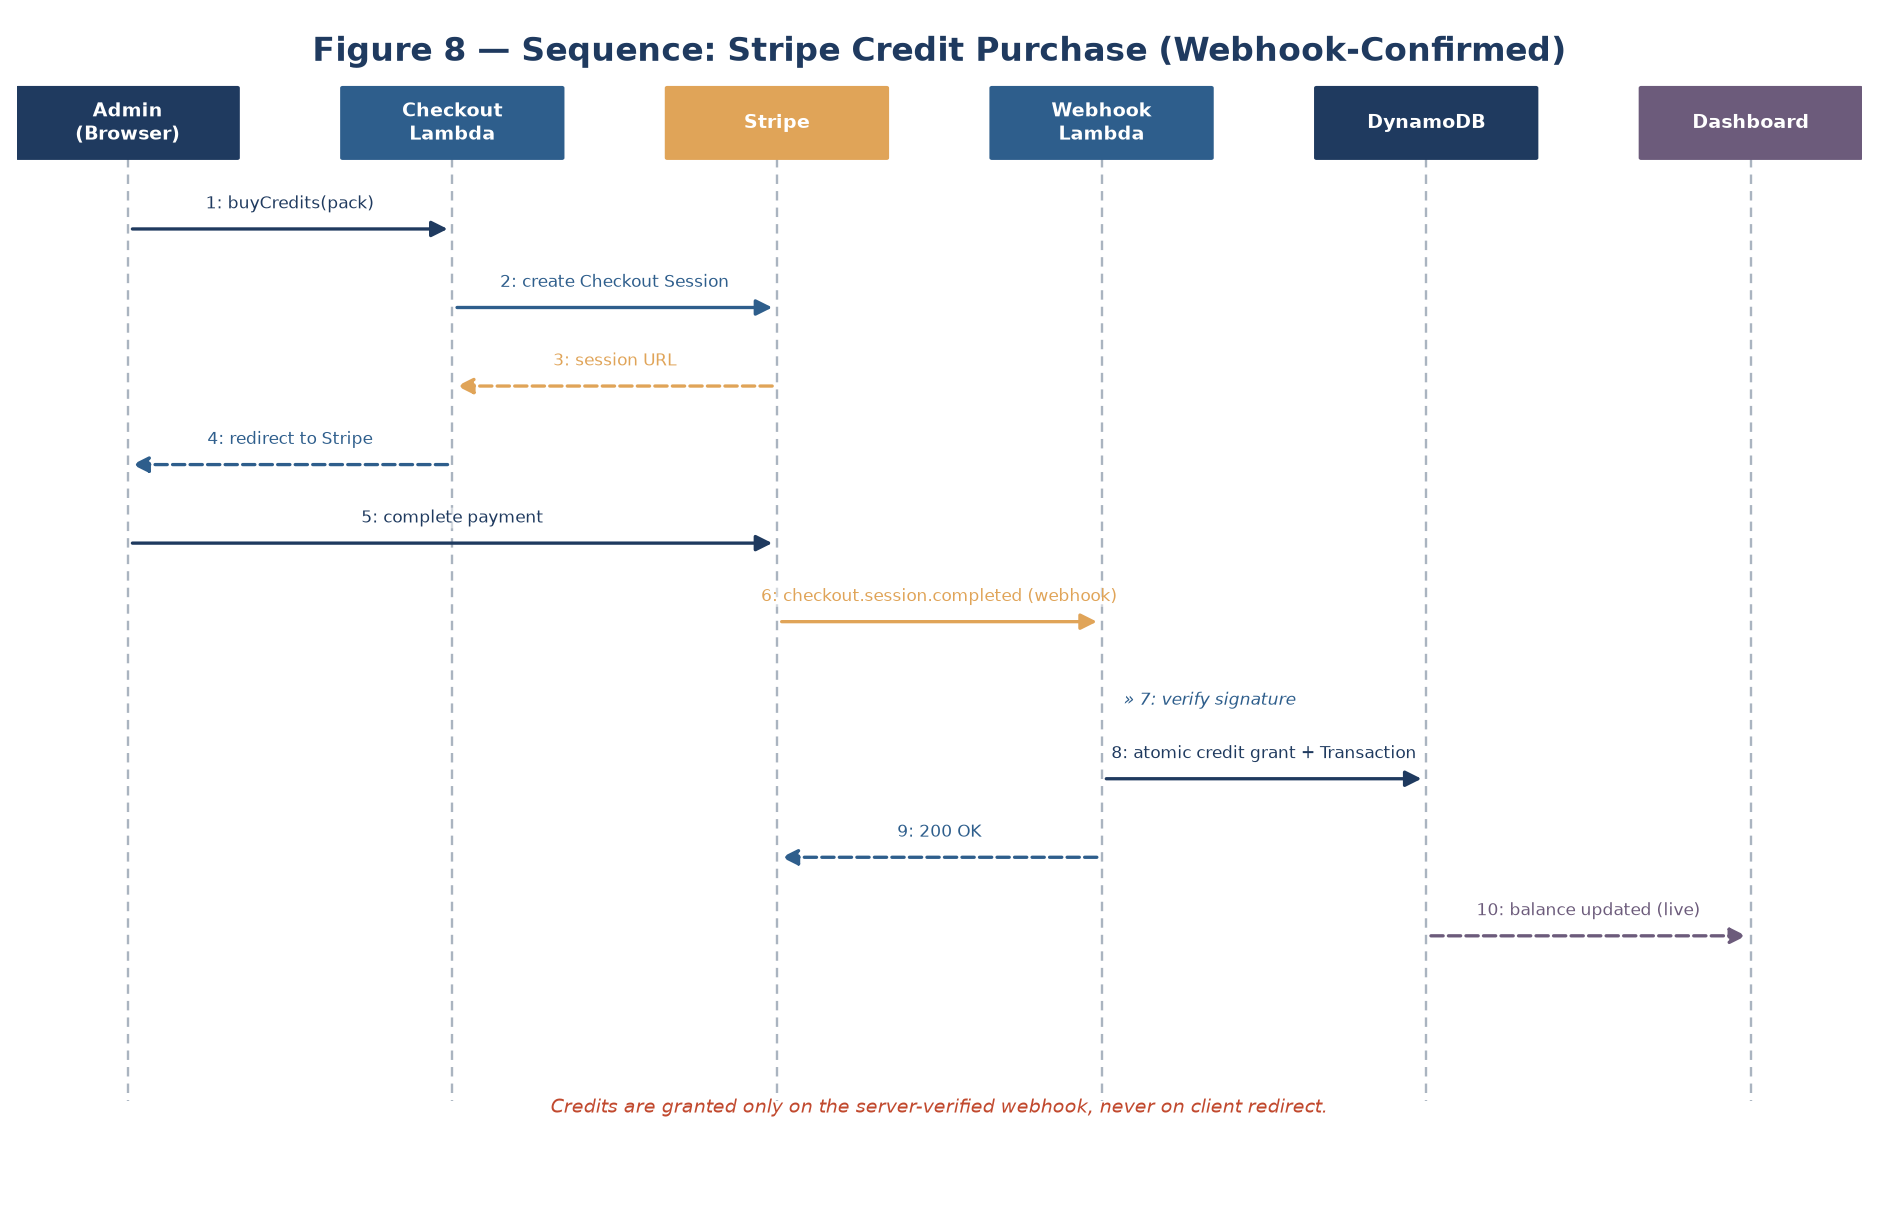 Figure 8 — Sequence: Stripe Credit Purchase (Webhook-Confirmed)
Admin
(Browser)
Checkout
Lambda
Stripe
Webhook
Lambda
DynamoDB
Dashboard
1: buyCredits(pack)
2: create Checkout Session
3: session URL
4: redirect to Stripe
5: complete payment
6: checkout.session.completed (webhook)
» 7: verify signature
8: atomic credit grant + Transaction
9: 200 OK
10: balance updated (live)
Credits are granted only on the server-verified webhook, never on client redirect.